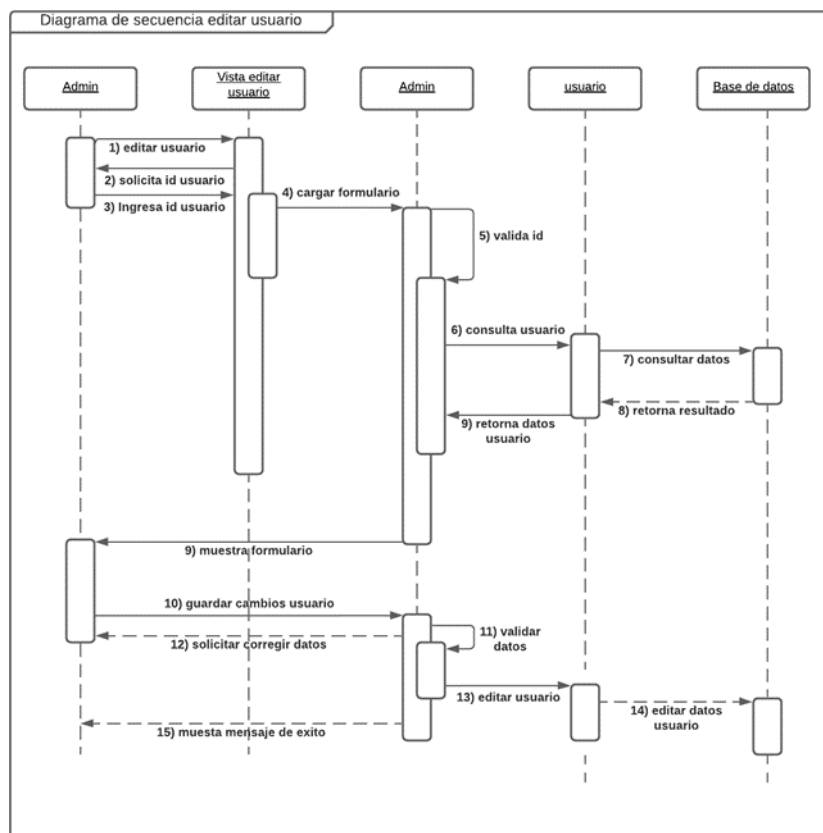 Diagrama de secuencia editar usuario
Admin
Vista editar
usuario
Admin
usuario
Base de datos
1) editar usuario
2) solicita id usuario
3) Ingresa id usuario
4) cargar formulario
5) valida id
6) consulta usuario
7) consultar datos
8) retorna resultado
9) retorna datos
usuario
9) muestra formulario
10) guardar cambios usuario
11) validar
datos
12) solicitar corregir datos
13) editar usuario
14) editar datos
usuario
15) muesta mensaje de exito